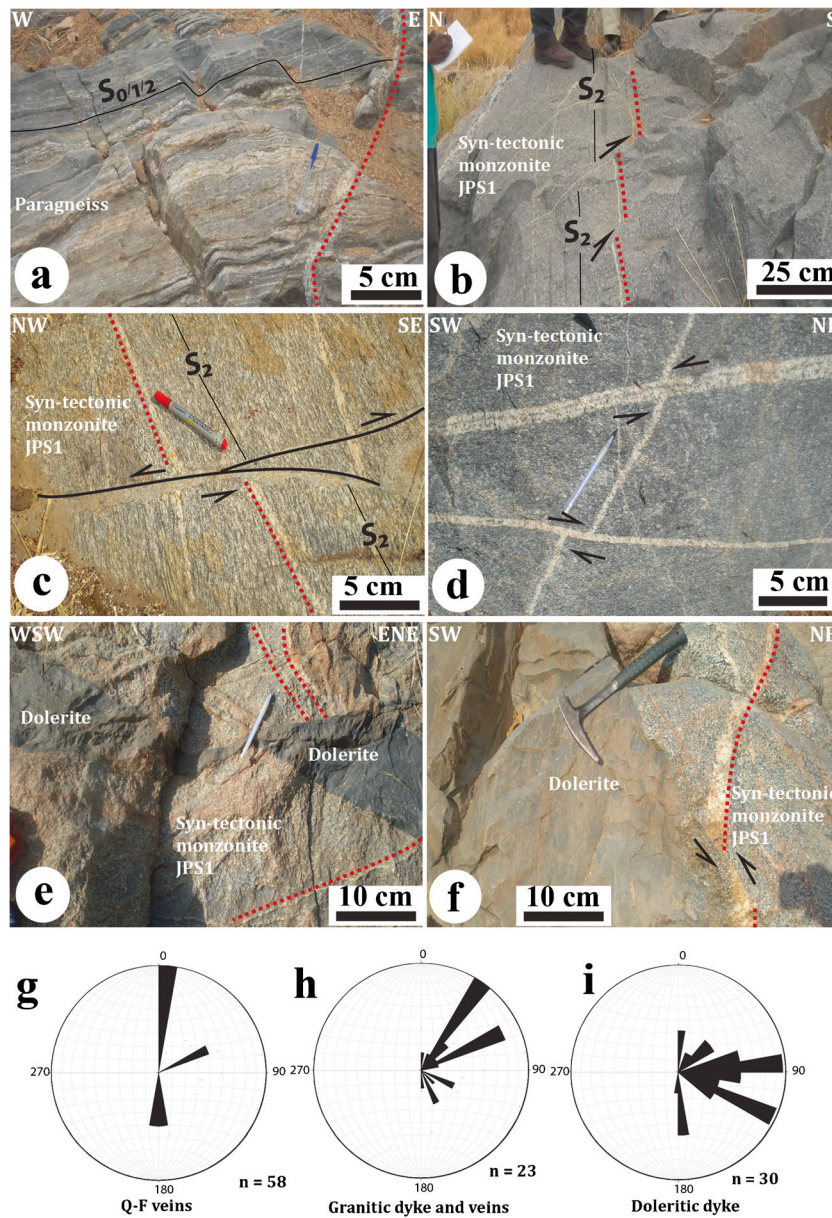 W
E
S0/1/2
Paragneiss
a
5 cm
N
S
S2
Syn-tectonic
monzonite
JPS1
S2
b
25 cm
NW
SE
S2
Syn-tectonic
monzonite
JPS1
S2
c
5 cm
SW
Syn-tectonic
monzonite
JPS1
d
5 cm
WSW
ENE
Dolerite
Dolerite
Syn-tectonic
monzonite
JPS1
e
10 cm
SW
Dolerite
Syn-tectonic
monzonite
JPS1
f
10 cm
g
0
270
90
180
n = 58
Q-F veins
h
0
270
90
180
n = 23
Granitic dyke and veins
i
0
270
90
180
n = 30
Doleritic dyke